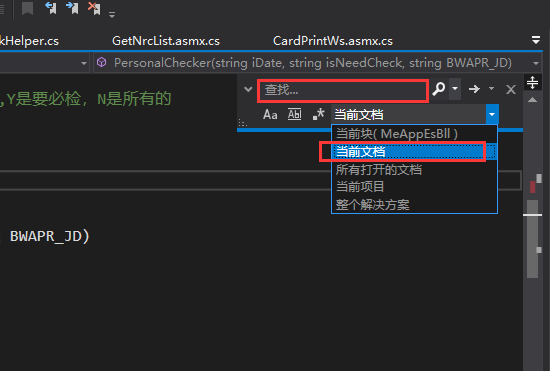 kHelper.cs GetNrcList.asmx.cs CardPrintWs.asmx.cs
PersonalChecker(string iDate, string isNeedCheck, string BWAPR_JD)
,Y是要必检, N是所有的
查找...
Aa Ab .* 当前文档
当前块( MeAppEsBll )
当前文档
所有打开的文档
当前项目
整个解决方案
BWAPR_JD)